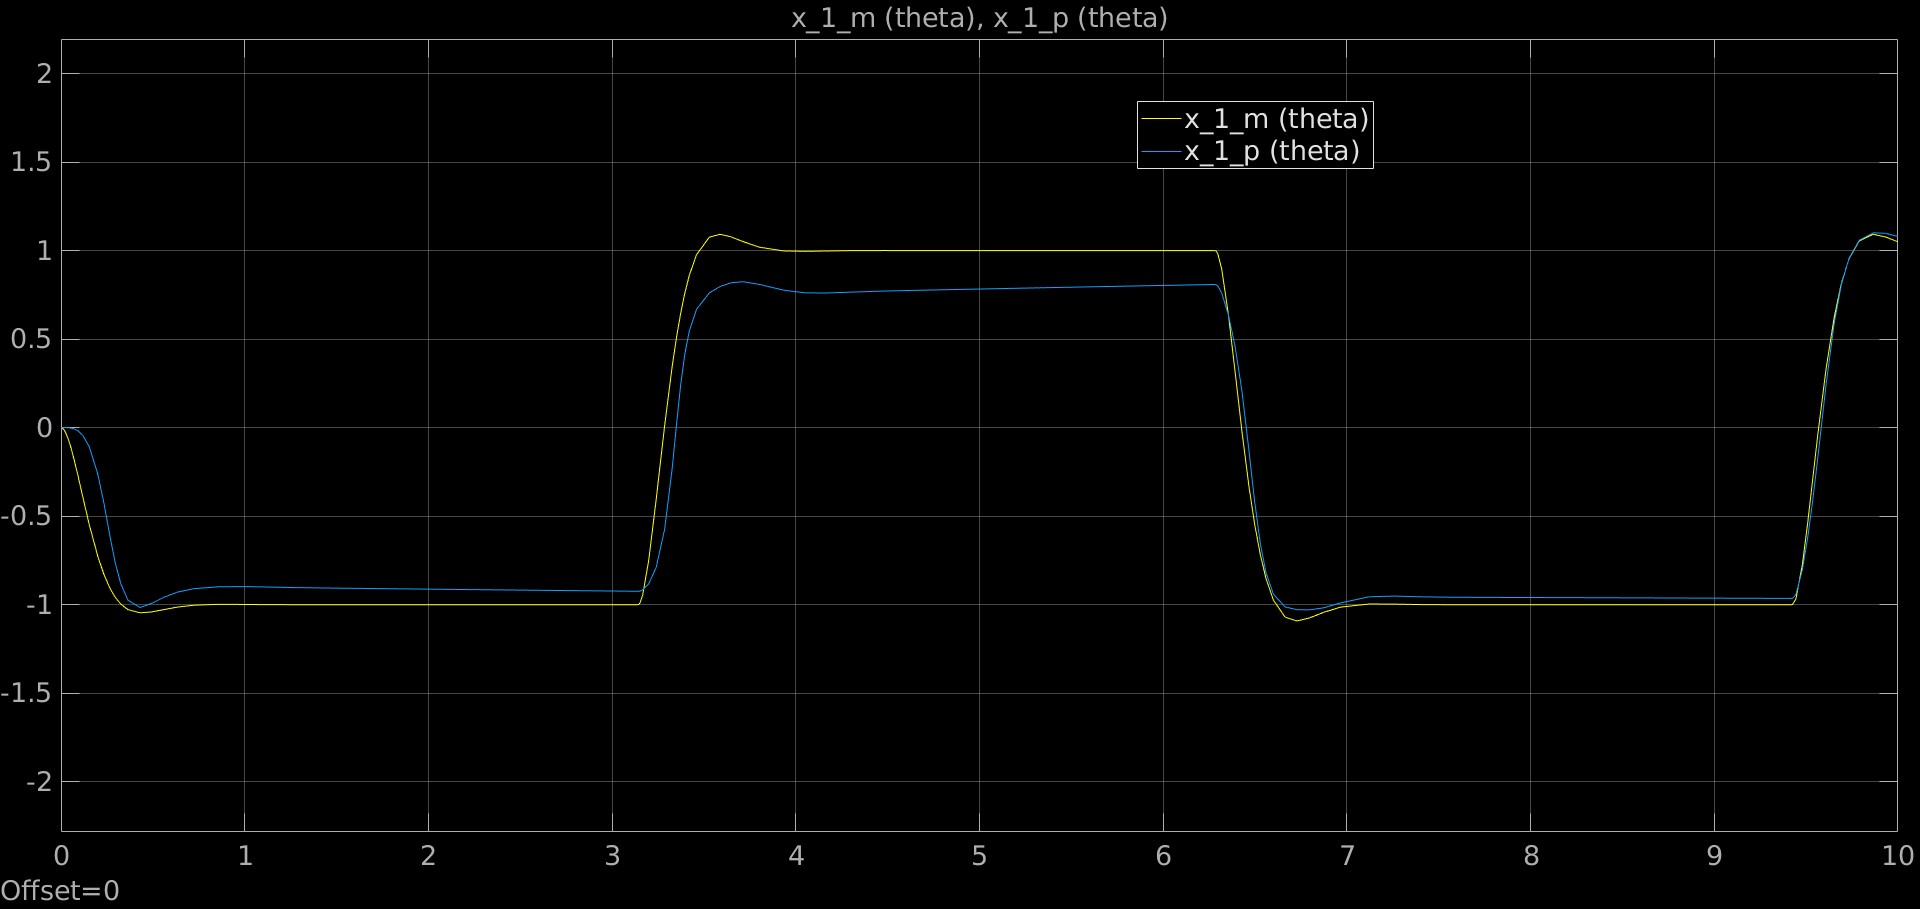 x_1_m (theta), x_1_p (theta)
2
1.5
1
0.5
0
-0.5
-1
-1.5
-2
x_1_m (theta)
x_1_p (theta)
0 1 2 3 4 5 6 7 8 9 10
Offset=0